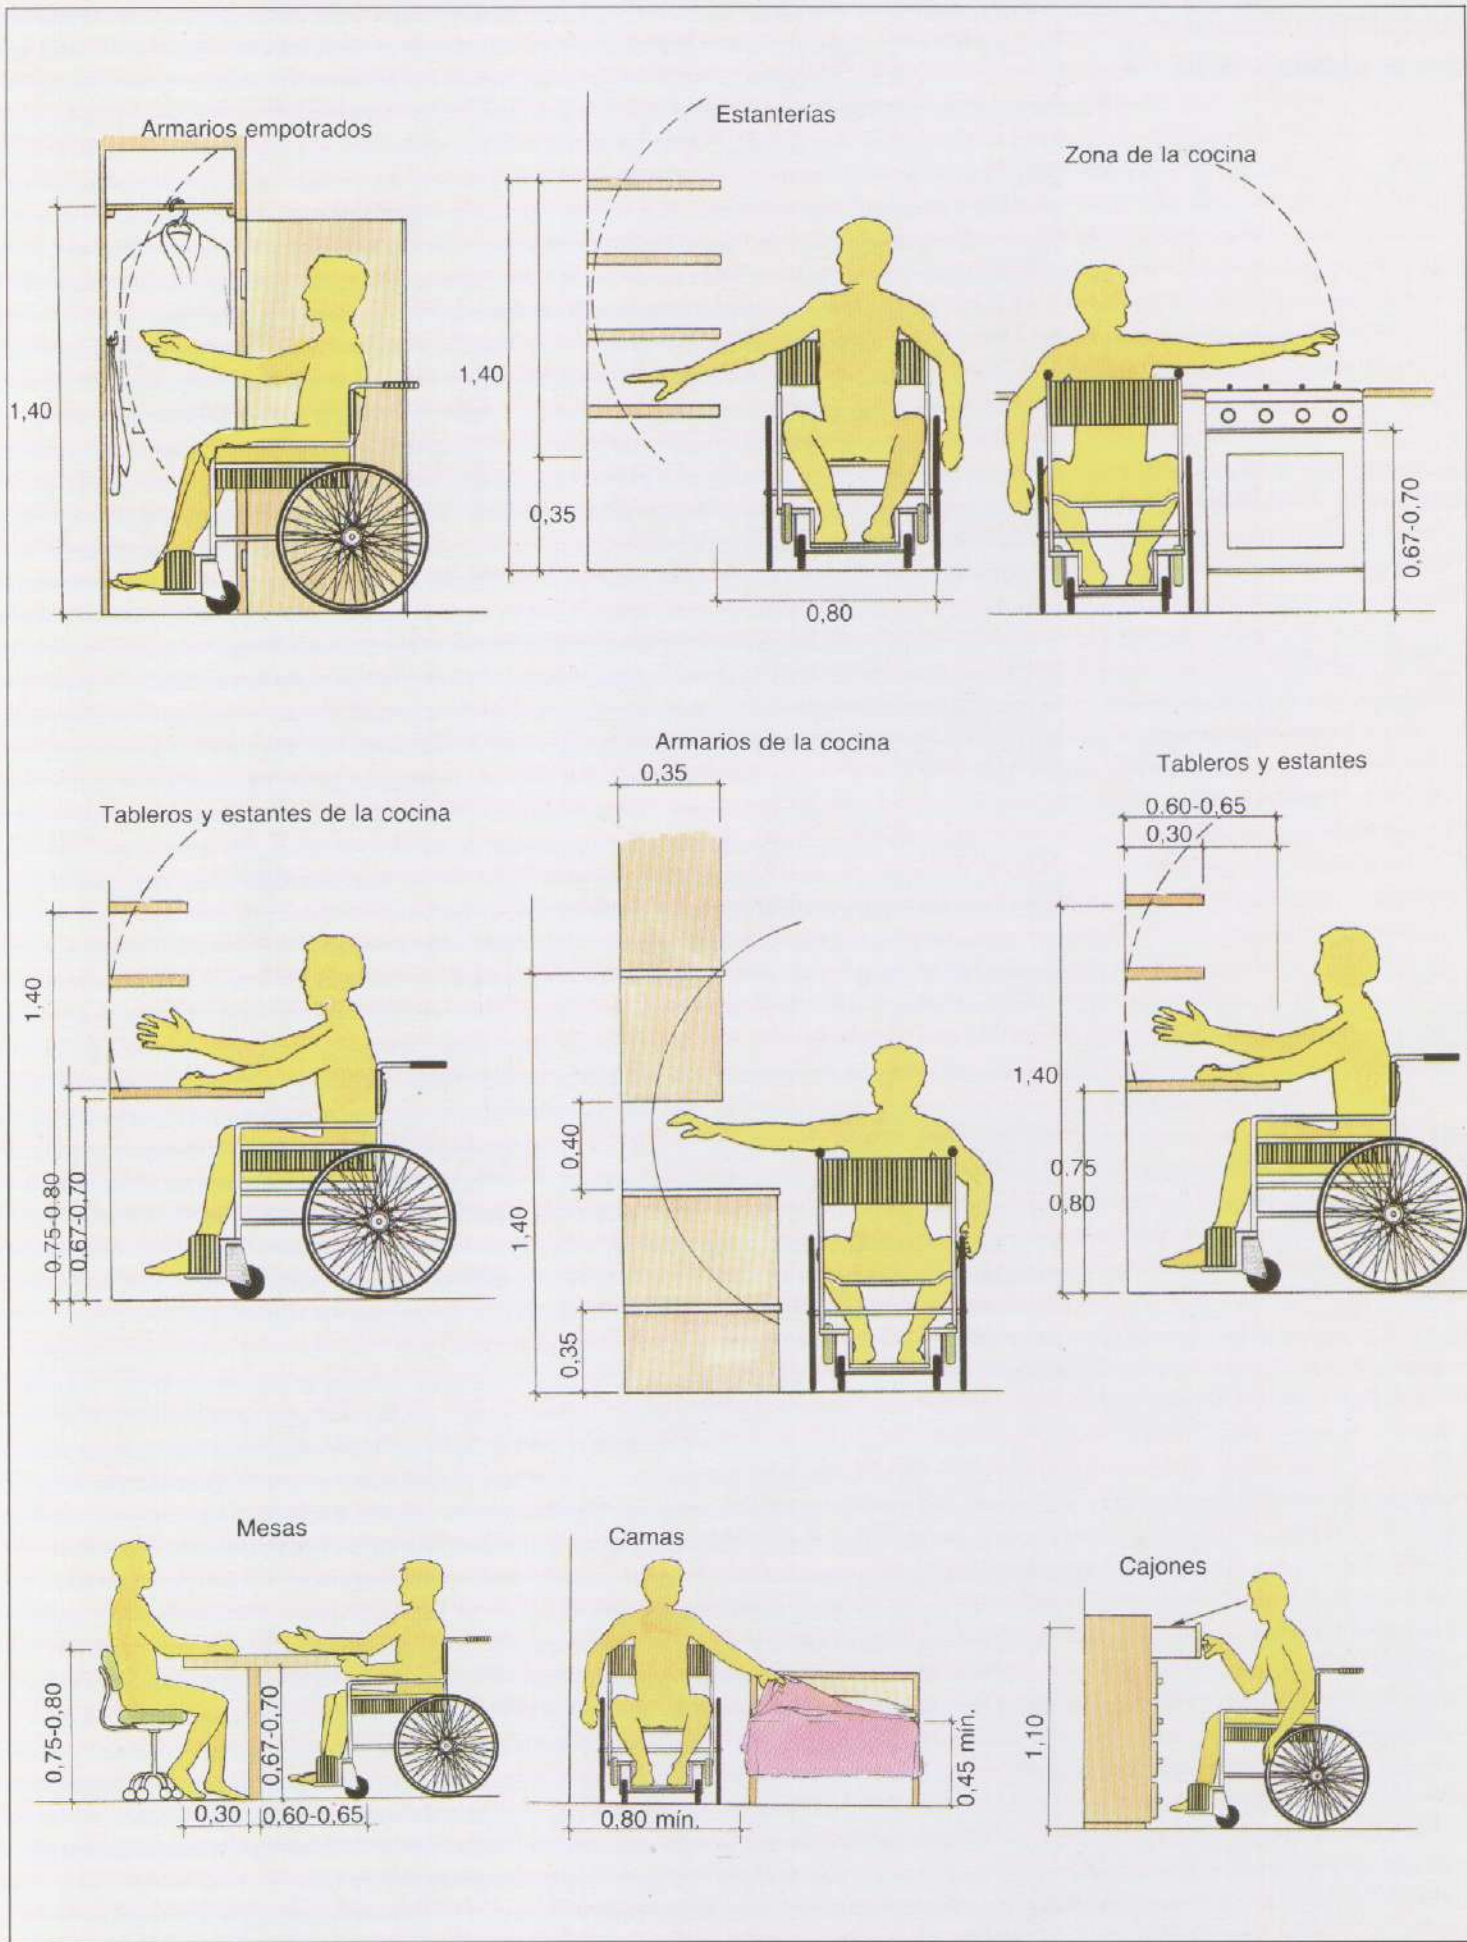 Armarios empotrados
1,40
Estanterías
1,40
0,35
0,80
Zona de la cocina
0,67-0,70
Tableros y estantes de la cocina
1,40
0.75-0.80
0,67-0,70
Armarios de la cocina
0,35
0,40
1,40
0,35
Tableros y estantes
0,60-0,65
0,30
1,40
0.75
0,80
Mesas
0,75-0,80
0,67-0,70
0,30
0,60-0,65
Camas
0,45 mín.
0,80 mín.
Cajones
1,10